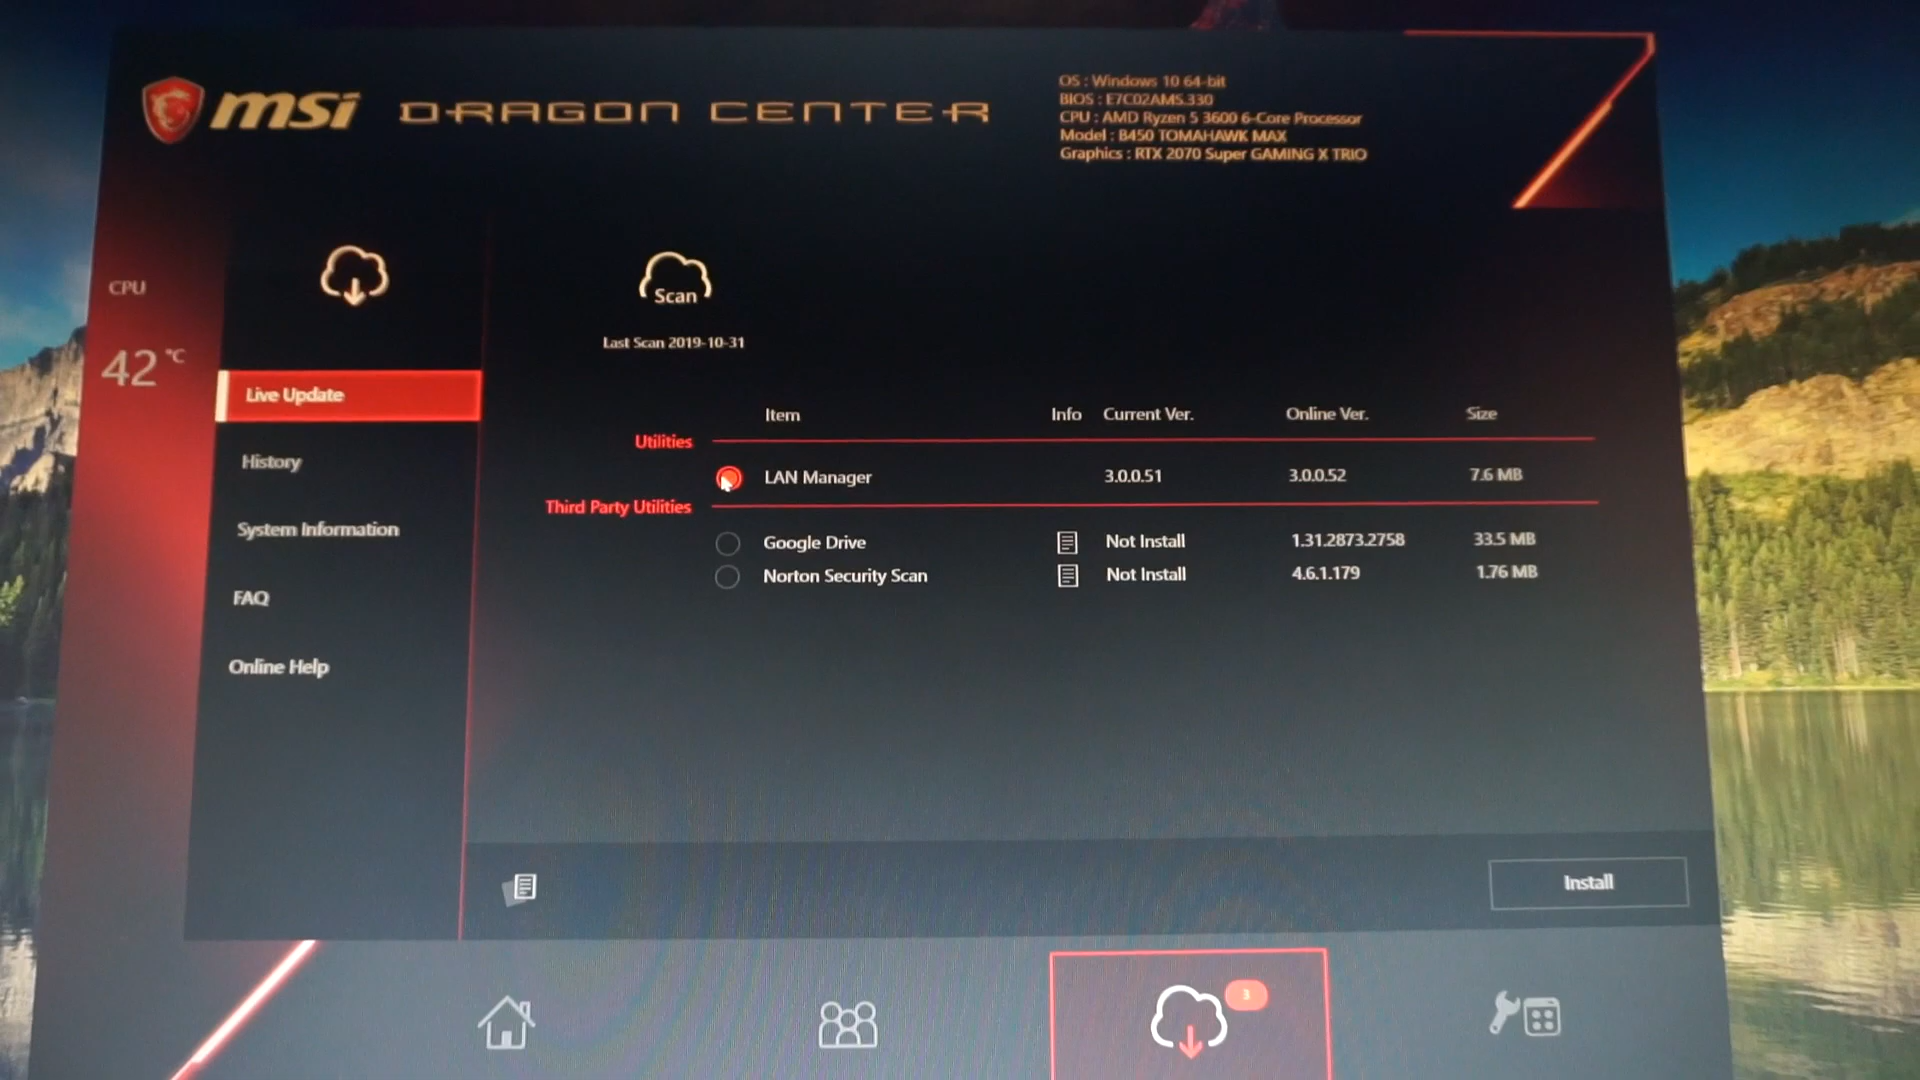 msi DRAGON CENTER
OS : Windows 10 64-bit
BIOS : E7C02AMS.330
CPU : AMD Ryzen 5 3600 6-Core Processor
Model : B450 TOMAHAWK MAX
Graphics : RTX 2070 Super GAMING X TRIO
CPU
42 °C
Live Update
History
System Information
FAQ
Online Help
Scan
Last Scan 2019-10-31
Item Info Current Ver. Online Ver. Size
Utilities
LAN Manager 3.0.0.51 3.0.0.52 7.6 MB
Third Party Utilities
Google Drive Not Install 1.31.2873.2758 33.5 MB
Norton Security Scan Not Install 4.6.1.179 1.76 MB
Install
3